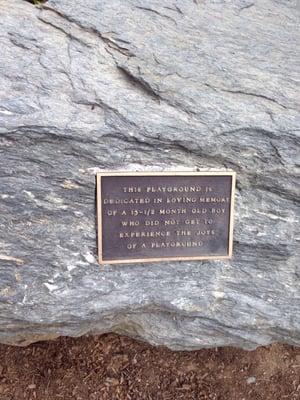 THIS PLAYGROUND IS
DEDICATED IN LOVING MEMORY
OF A 15-1/2 MONTH OLD BOY
WHO DID NOT GET TO
EXPERIENCE THE JOYS
OF A PLAYGROUND